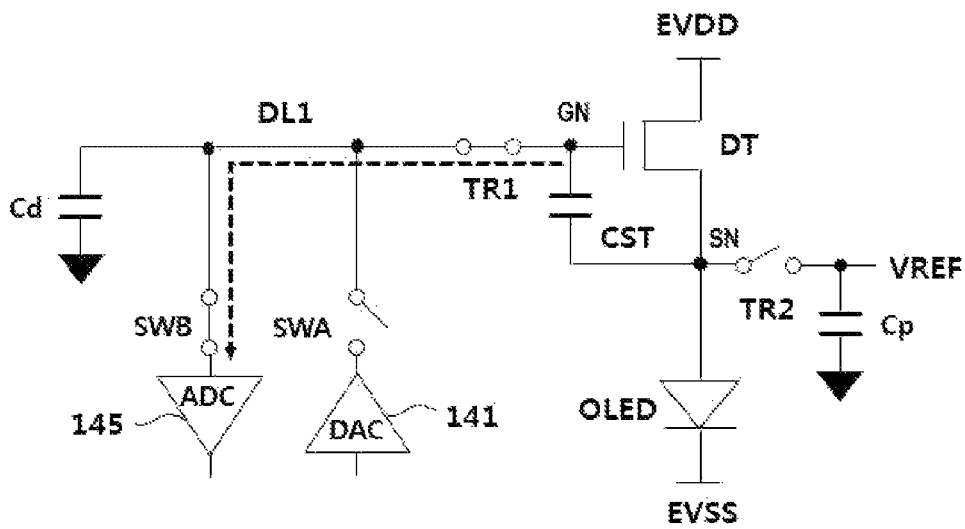 EVDD
DL1
GN
DT
TR1
Cd
CST
SN
VREF
TR2
SWB
SWA
Cp
ADC
145
DAC
141
OLED
EVSS